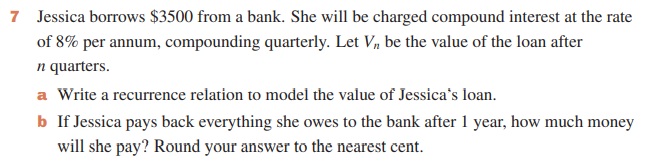 7 Jessica borrows $3500 from a bank. She will be charged compound interest at the rate
of 8% per annum, compounding quarterly. Let Vn be the value of the loan after
n quarters.
a Write a recurrence relation to model the value of Jessica‘s loan.
b If Jessica pays back everything she owes to the bank after 1 year, how much money
will she pay? Round your answer to the nearest cent.